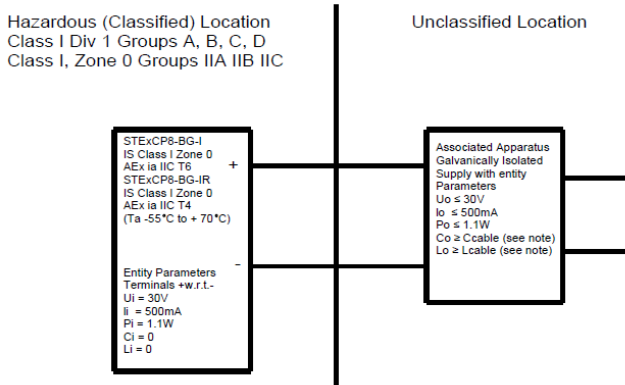 Hazardous (Classified) Location
Class I Div 1 Groups A, B, C, D
Class I, Zone 0 Groups IIA IIB IIC
Unclassified Location
STExCP8-BG-I
IS Class I Zone 0
AEx ia IIC T6
STExCP8-BG-IR
IS Class I Zone 0
AEx ia IIC T4
(Ta -55°C to + 70°C)
+
-
Entity Parameters
Terminals +w.r.t.-
Ui = 30V
Ii = 500mA
Pi = 1.1W
Ci = 0
Li = 0
Associated Apparatus
Galvanically Isolated
Supply with entity
Parameters
Uo ≤ 30V
Io ≤ 500mA
Po ≤ 1.1W
Co ≥ Ccable (see note)
Lo ≥ Lcable (see note)